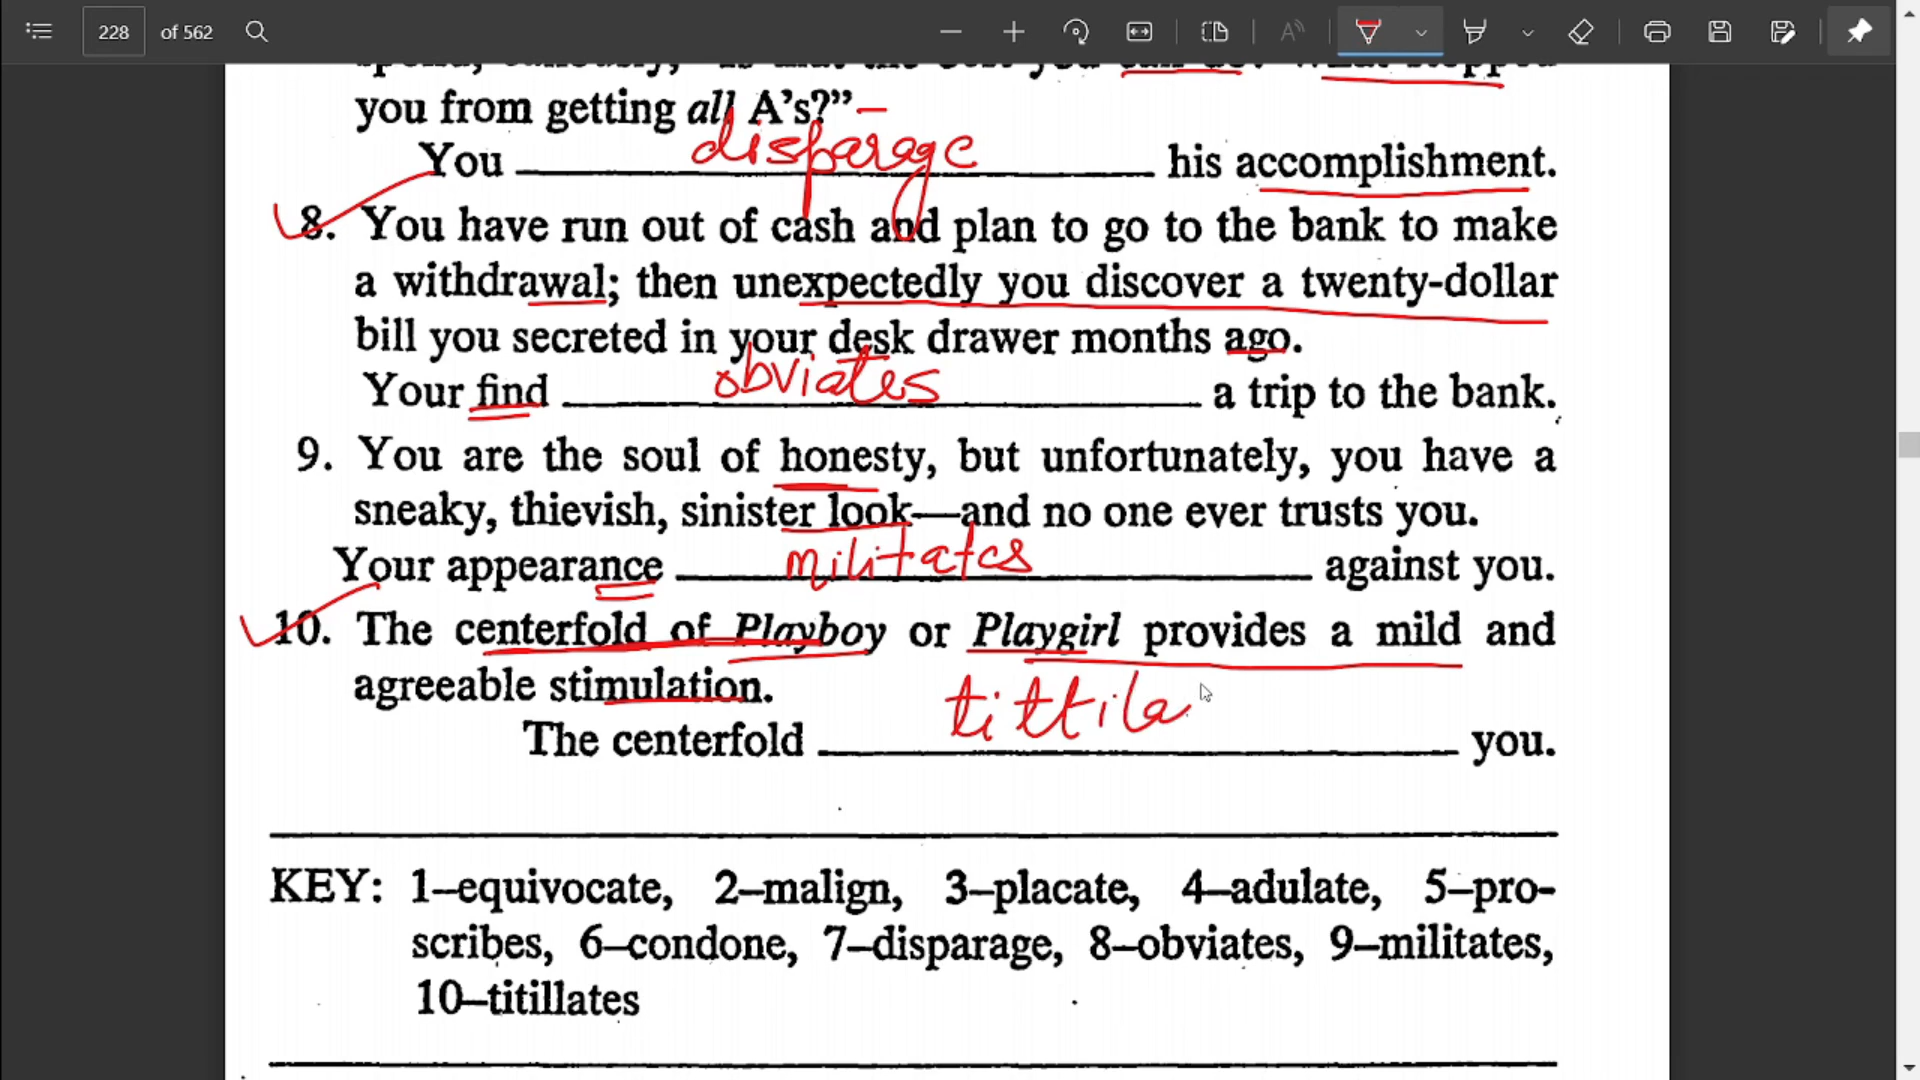 228 of 562
you from getting all A's?"
You disparage his accomplishment.
8. You have run out of cash and plan to go to the bank to make
a withdrawal; then unexpectedly you discover a twenty-dollar
bill you secreted in your desk drawer months ago.
Your find obviates a trip to the bank.
9. You are the soul of honesty, but unfortunately, you have a
sneaky, thievish, sinister look—and no one ever trusts you.
Your appearance militates against you.
10. The centerfold of Playboy or Playgirl provides a mild and
agreeable stimulation.
The centerfold tittila you.
KEY: 1–equivocate, 2–malign, 3–placate, 4–adulate, 5–pro-
scribes, 6–condone, 7–disparage, 8–obviates, 9–militates,
10–titillates